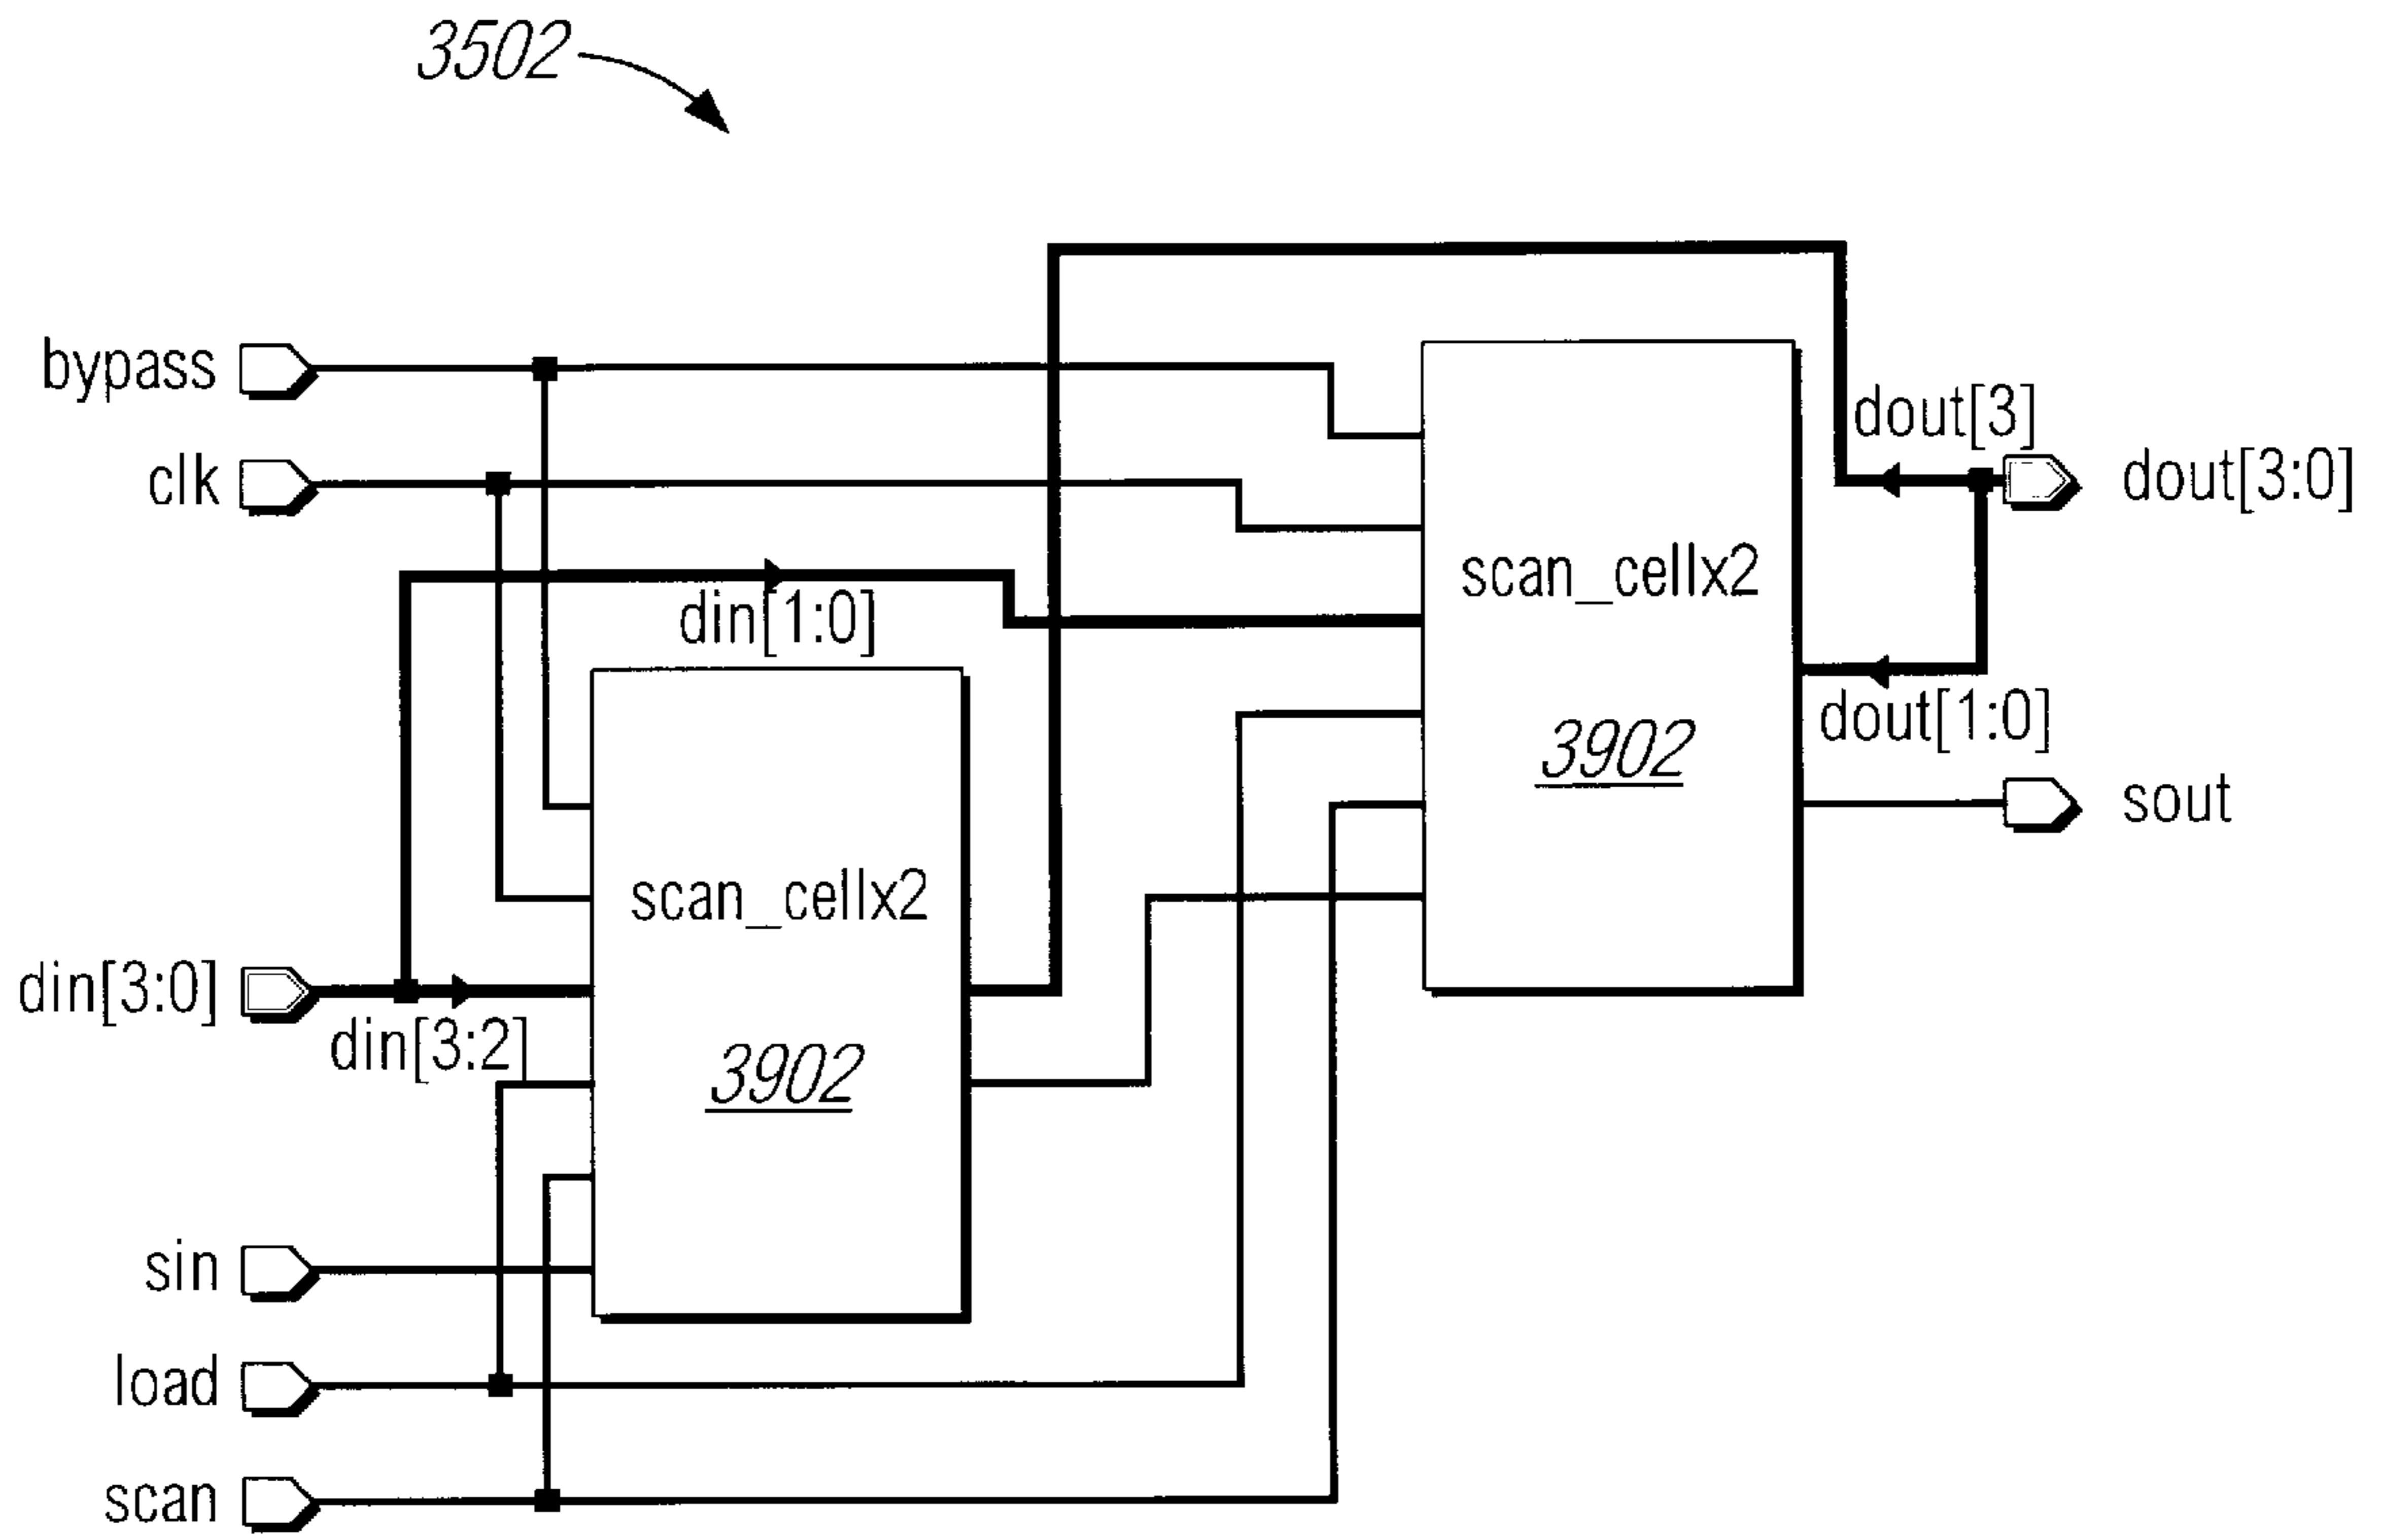 3502
bypass
dout[3]
clk
dout[3:0]
scan_cellx2
din[1:0]
3902
dout[1:0]
sout
scan_cellx2
din[3:0]
din[3:2]
3902
sin
load
scan